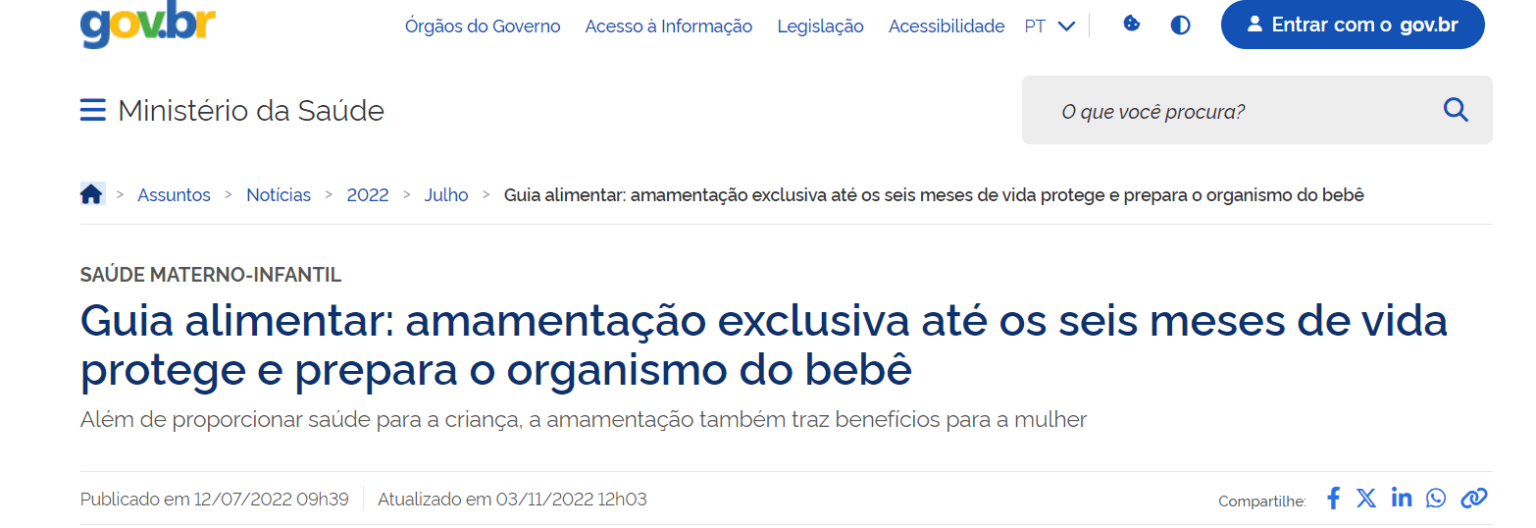 gov.br
Órgãos do Governo Acesso à Informação Legislação Acessibilidade PT
Entrar com o gov.br
Ministério da Saúde
O que você procura?
> Assuntos > Notícias > 2022 > Julho > Guia alimentar: amamentação exclusiva até os seis meses de vida protege e prepara o organismo do bebê
SAÚDE MATERNO-INFANTIL
Guia alimentar: amamentação exclusiva até os seis meses de vida
protege e prepara o organismo do bebê
Além de proporcionar saúde para a criança, a amamentação também traz benefícios para a mulher
Publicado em 12/07/2022 09h39 Atualizado em 03/11/2022 12h03
Compartilhe: